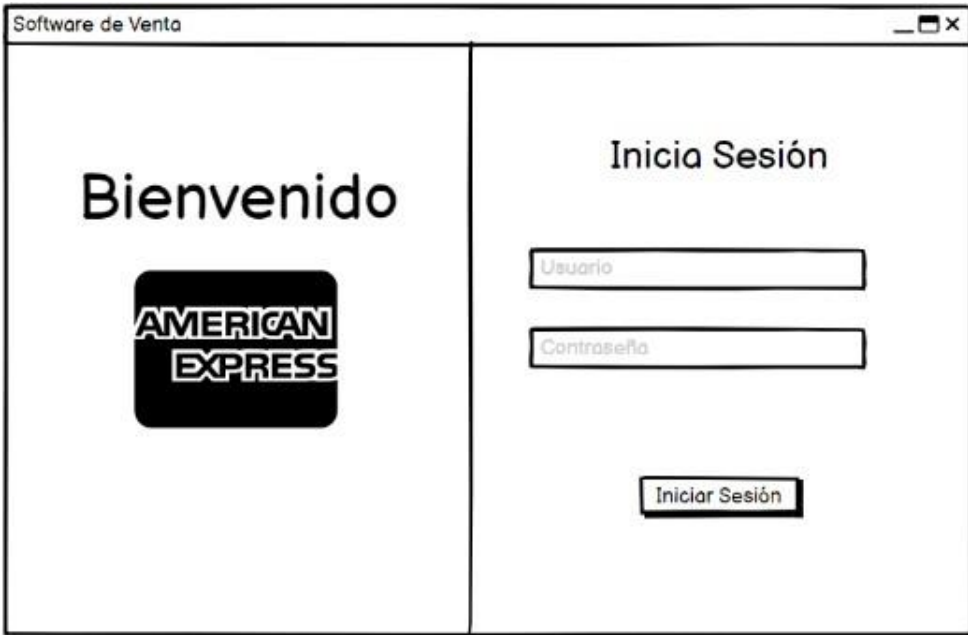 Software de Venta
Bienvenido
AMERICAN
EXPRESS
Inicia Sesión
Usuario
Contraseña
Iniciar Sesión